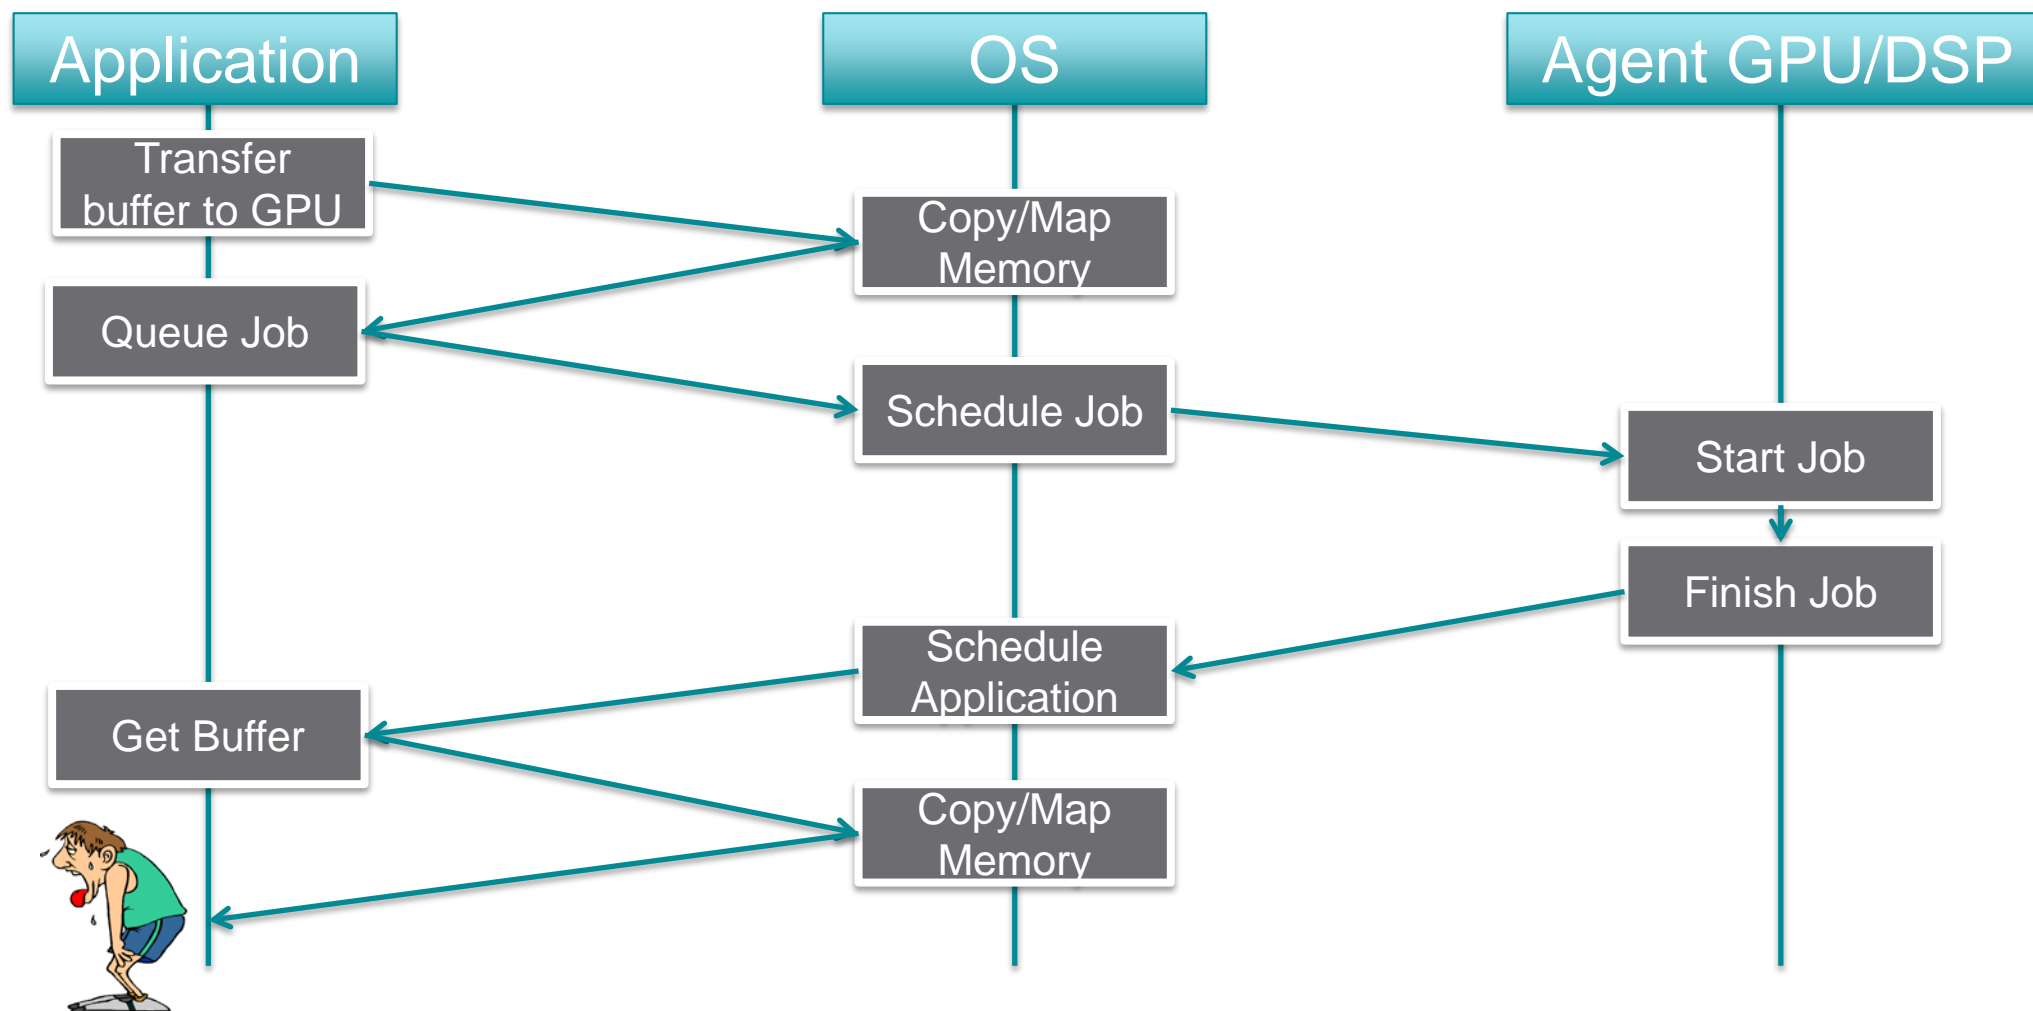 Application
OS
Agent GPU/DSP
Transfer
buffer to GPU
Copy/Map
Memory
Queue Job
Schedule Job
Start Job
Finish Job
Schedule
Application
Get Buffer
Copy/Map
Memory